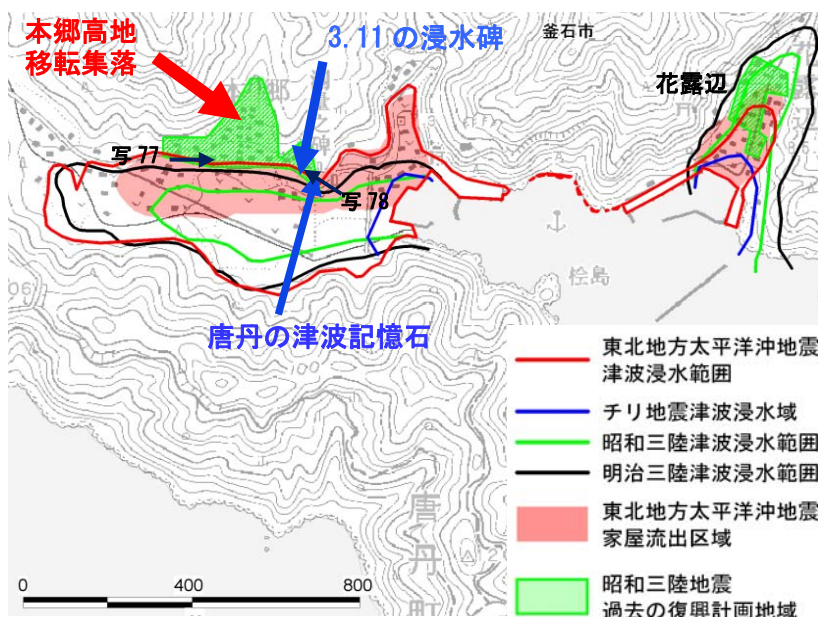 本郷高地
移転集落
3.11の浸水碑
釜石市
花露辺
本郷
写77
写78
桧島
唐丹の津波記憶石
唐丹町
東北地方太平洋沖地震
津波浸水範囲
チリ地震津波浸水域
昭和三陸津波浸水範囲
明治三陸津波浸水範囲
東北地方太平洋沖地震
家屋流出区域
昭和三陸地震
過去の復興計画地域
0
400
800